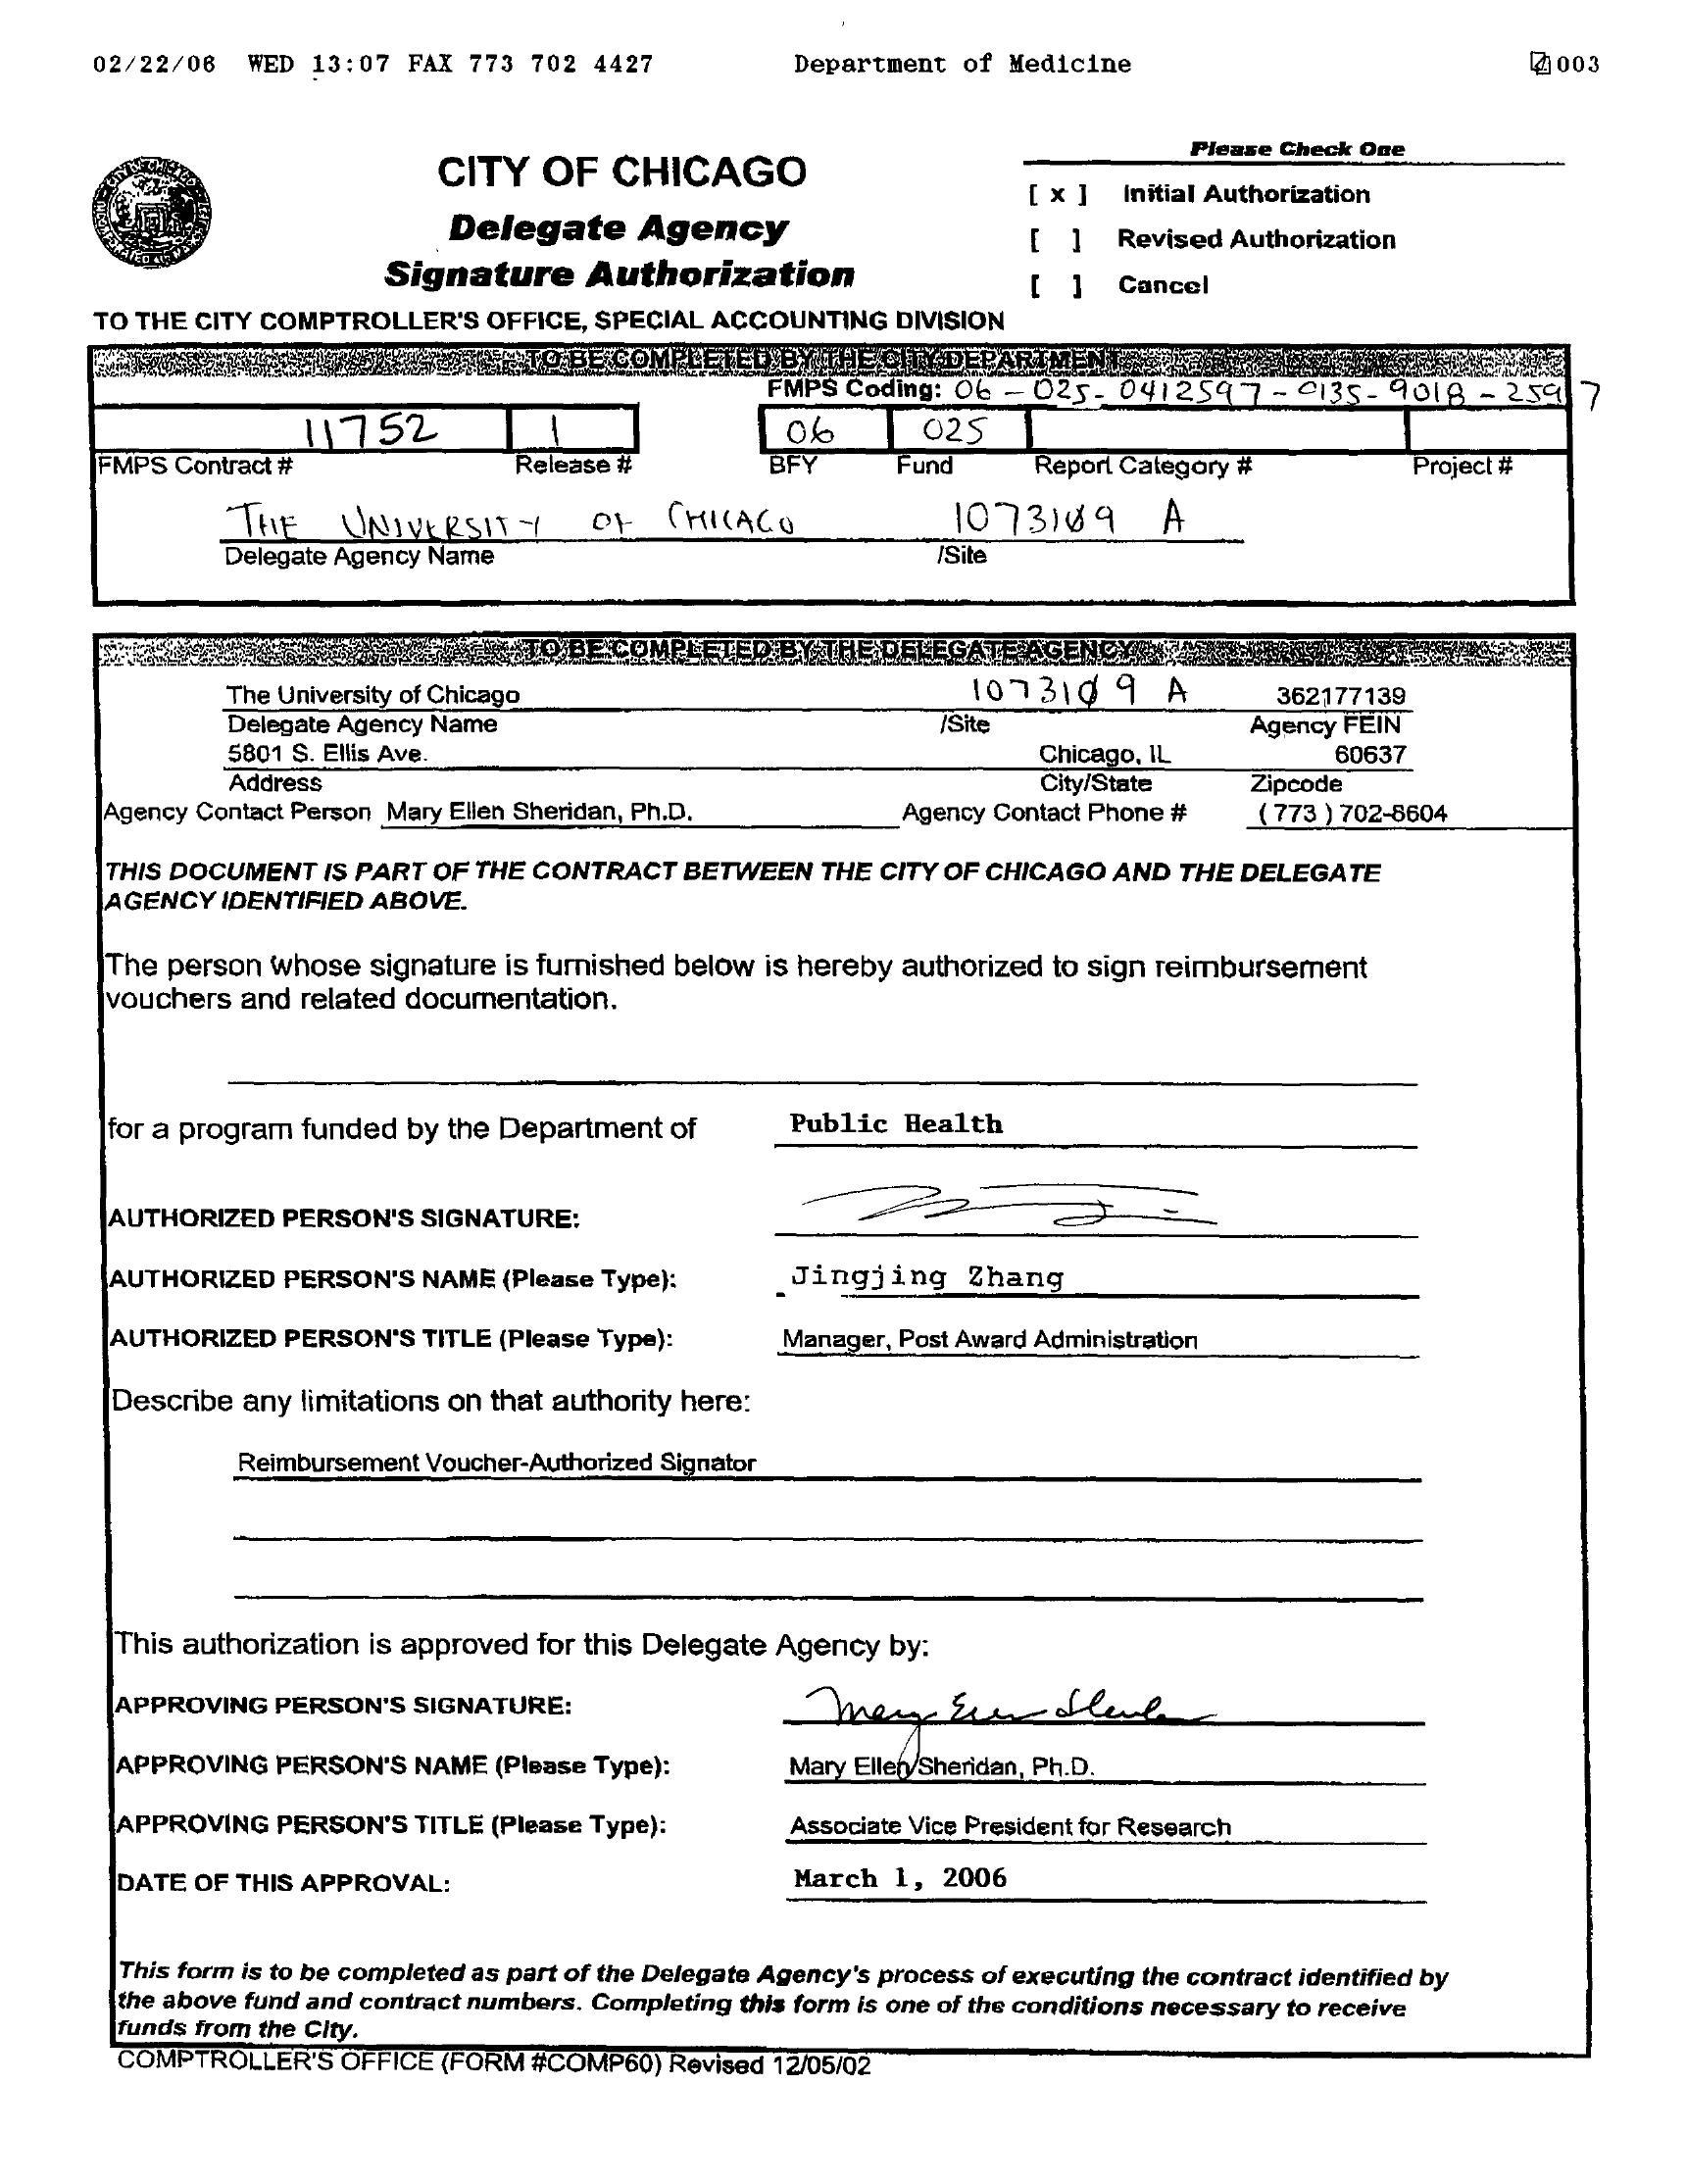 02/22/06 WED 13:07 FAX 773 702 4427 Department of Medicine 003
CITY OF CHICAGO
Delegate Agency
Signature Authorization
Please Check One
[ x ] Initial Authorization
[ ] Revised Authorization
[ ] Cancel
TO THE CITY COMPTROLLER'S OFFICE, SPECIAL ACCOUNTING DIVISION
TO BE COMPLETED BY THE CITY DEPARTMENT
FMPS Coding: 06 - 025 - 0412597 - 0135 - 9018 - 2597
11752 1 06 025
FMPS Contract # Release # BFY Fund Report Category # Project #
THE UNIVERSITY OF CHICAGO 1073109 A
Delegate Agency Name /Site
TO BE COMPLETED BY THE DELEGATE AGENCY
The University of Chicago 1073109 A 362177139
Delegate Agency Name /Site Agency FEIN
5801 S. Ellis Ave. Chicago, IL 60637
Address City/State Zipcode
Agency Contact Person Mary Ellen Sheridan, Ph.D. Agency Contact Phone # ( 773 ) 702-8604
THIS DOCUMENT IS PART OF THE CONTRACT BETWEEN THE CITY OF CHICAGO AND THE DELEGATE
AGENCY IDENTIFIED ABOVE.
The person whose signature is furnished below is hereby authorized to sign reimbursement
vouchers and related documentation.
for a program funded by the Department of Public Health
AUTHORIZED PERSON'S SIGNATURE:
AUTHORIZED PERSON'S NAME (Please Type): Jingjing Zhang
AUTHORIZED PERSON'S TITLE (Please Type): Manager, Post Award Administration
Describe any limitations on that authority here:
Reimbursement Voucher-Authorized Signator
This authorization is approved for this Delegate Agency by:
APPROVING PERSON'S SIGNATURE: Mary Ellen Sheridan
APPROVING PERSON'S NAME (Please Type): Mary Ellen Sheridan, Ph.D.
APPROVING PERSON'S TITLE (Please Type): Associate Vice President for Research
DATE OF THIS APPROVAL: March 1, 2006
This form is to be completed as part of the Delegate Agency's process of executing the contract identified by
the above fund and contract numbers. Completing this form is one of the conditions necessary to receive
funds from the City.
COMPTROLLER'S OFFICE (FORM #COMP60) Revised 12/05/02